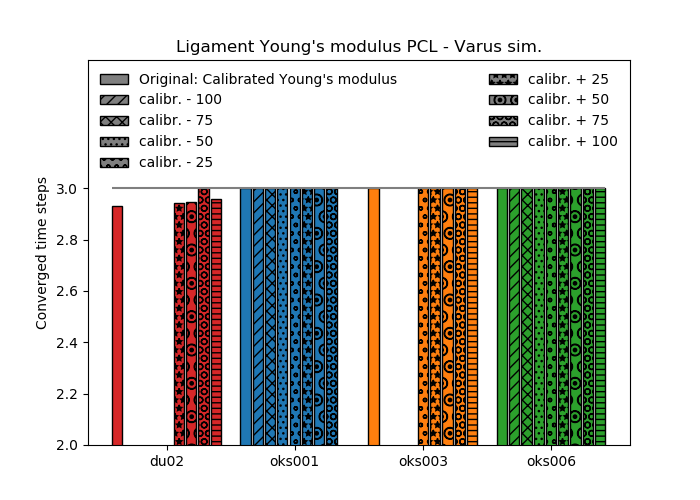 Ligament Young's modulus PCL - Varus sim.
Original: Calibrated Young's modulus
calibr. - 100
calibr. - 75
calibr. - 50
calibr. - 25
calibr. + 25
calibr. + 50
calibr. + 75
calibr. + 100
Converged time steps
3.0
2.8
2.6
2.4
2.2
2.0
du02
oks001
oks003
oks006